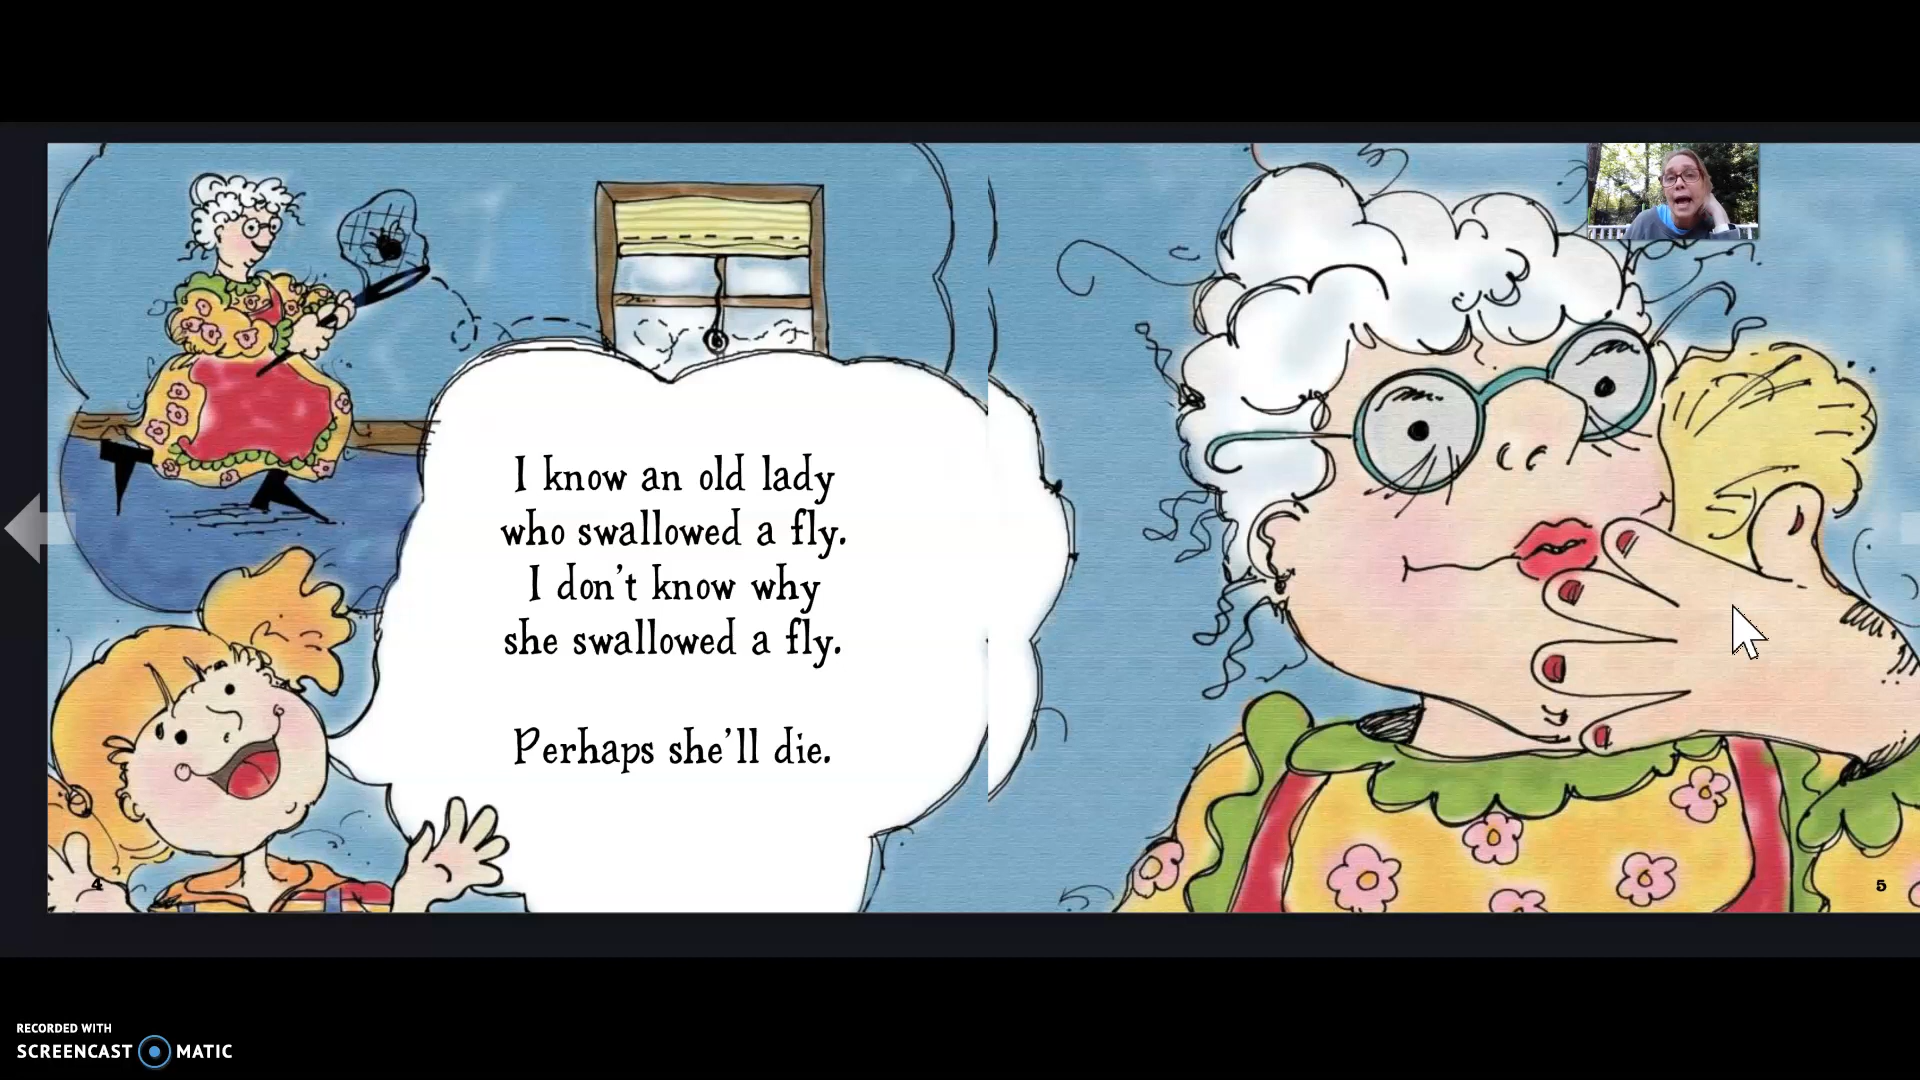 I know an old lady
who swallowed a fly.
I don't know why
she swallowed a fly.
Perhaps she'll die.
4
5
RECORDED WITH
SCREENCAST MATIC